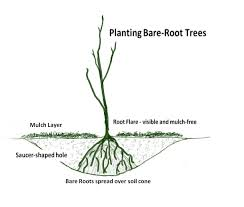 Planting Bare-Root Trees
Mulch Layer
Root Flare - visible and mulch-free
Saucer-shaped hole
Bare Roots spread over soil cone